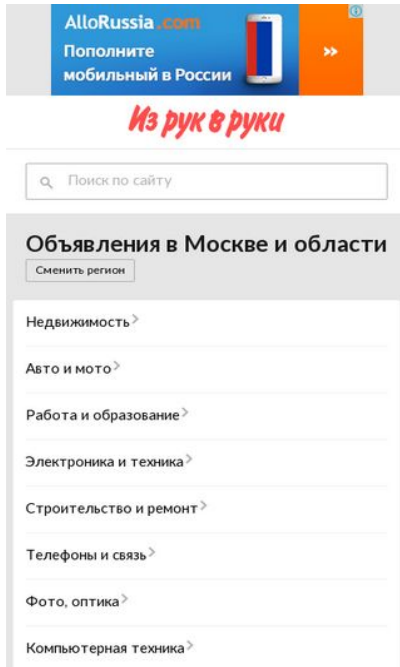 AlloRussia.com
Пополните
мобильный в России
»
Из рук в руки
Поиск по сайту
Объявления в Москве и области
Сменить регион
Недвижимость
Авто и мото
Работа и образование
Электроника и техника
Строительство и ремонт
Телефоны и связь
Фото, оптика
Компьютерная техника